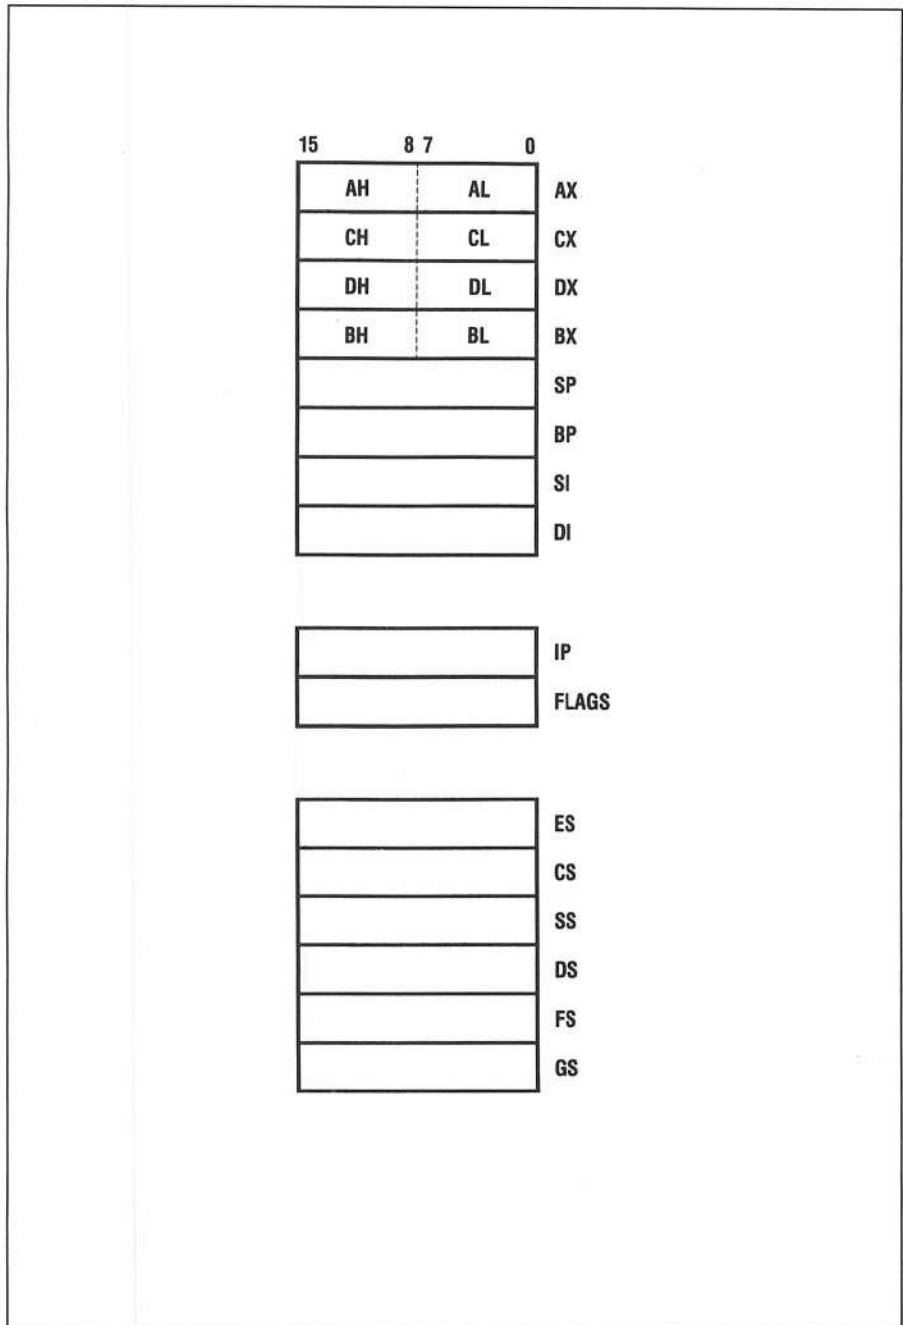 15 8 7 0
AH AL AX
CH CL CX
DH DL DX
BH BL BX
SP
BP
SI
DI
IP
FLAGS
ES
CS
SS
DS
FS
GS